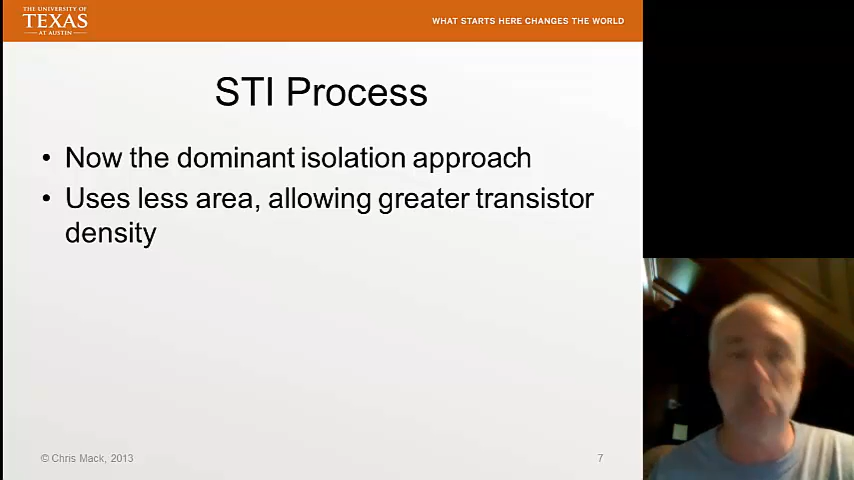 THE UNIVERSITY OF
TEXAS
AT AUSTIN
WHAT STARTS HERE CHANGES THE WORLD
STI Process
• Now the dominant isolation approach
• Uses less area, allowing greater transistor
density
© Chris Mack, 2013
7